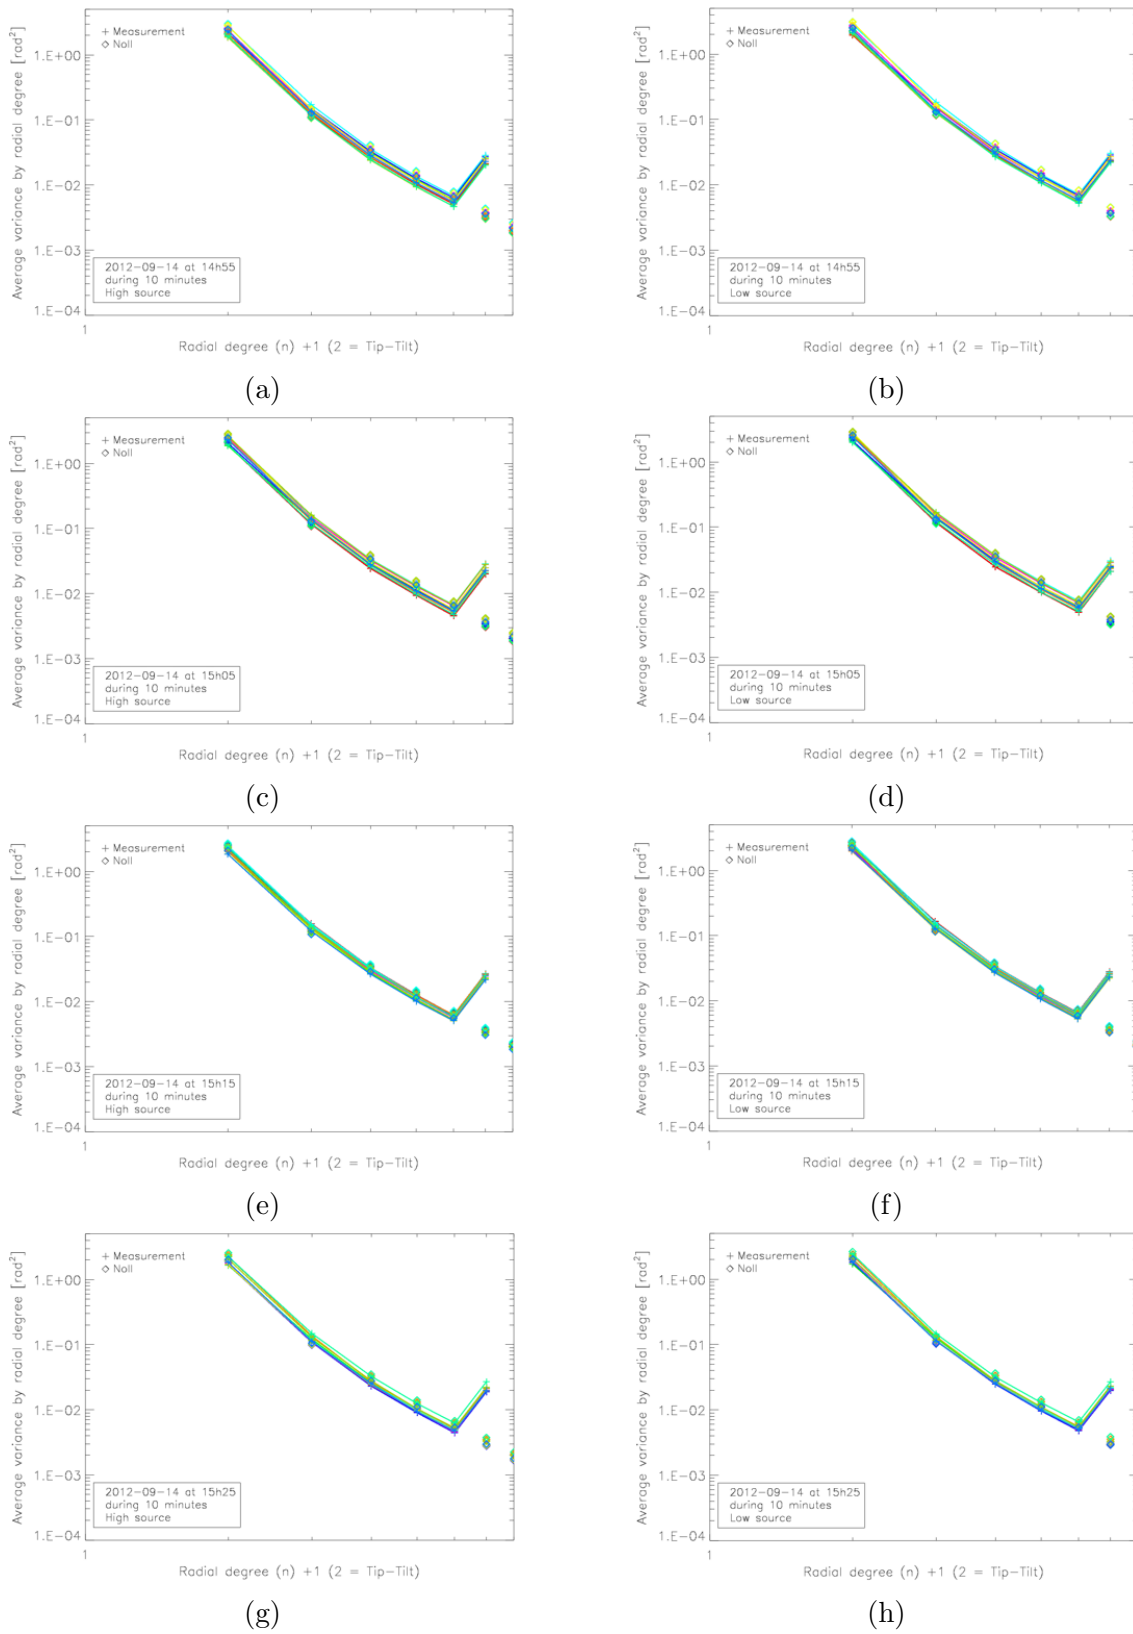 Average variance by radial degree [rad²]
1.E+00
1.E-01
1.E-02
1.E-03
1.E-04
+ Measurement
◇ Noll
2012-09-14 at 14h55
during 10 minutes
High source
1
Radial degree (n) +1 (2 = Tip-Tilt)
(a)
Average variance by radial degree [rad²]
1.E+00
1.E-01
1.E-02
1.E-03
1.E-04
+ Measurement
◇ Noll
2012-09-14 at 14h55
during 10 minutes
Low source
1
Radial degree (n) +1 (2 = Tip-Tilt)
(b)
Average variance by radial degree [rad²]
1.E+00
1.E-01
1.E-02
1.E-03
1.E-04
+ Measurement
◇ Noll
2012-09-14 at 15h05
during 10 minutes
High source
1
Radial degree (n) +1 (2 = Tip-Tilt)
(c)
Average variance by radial degree [rad²]
1.E+00
1.E-01
1.E-02
1.E-03
1.E-04
+ Measurement
◇ Noll
2012-09-14 at 15h05
during 10 minutes
Low source
1
Radial degree (n) +1 (2 = Tip-Tilt)
(d)
Average variance by radial degree [rad²]
1.E+00
1.E-01
1.E-02
1.E-03
1.E-04
+ Measurement
◇ Noll
2012-09-14 at 15h15
during 10 minutes
High source
1
Radial degree (n) +1 (2 = Tip-Tilt)
(e)
Average variance by radial degree [rad²]
1.E+00
1.E-01
1.E-02
1.E-03
1.E-04
+ Measurement
◇ Noll
2012-09-14 at 15h15
during 10 minutes
Low source
1
Radial degree (n) +1 (2 = Tip-Tilt)
(f)
Average variance by radial degree [rad²]
1.E+00
1.E-01
1.E-02
1.E-03
1.E-04
+ Measurement
◇ Noll
2012-09-14 at 15h25
during 10 minutes
High source
1
Radial degree (n) +1 (2 = Tip-Tilt)
(g)
Average variance by radial degree [rad²]
1.E+00
1.E-01
1.E-02
1.E-03
1.E-04
+ Measurement
◇ Noll
2012-09-14 at 15h25
during 10 minutes
Low source
1
Radial degree (n) +1 (2 = Tip-Tilt)
(h)